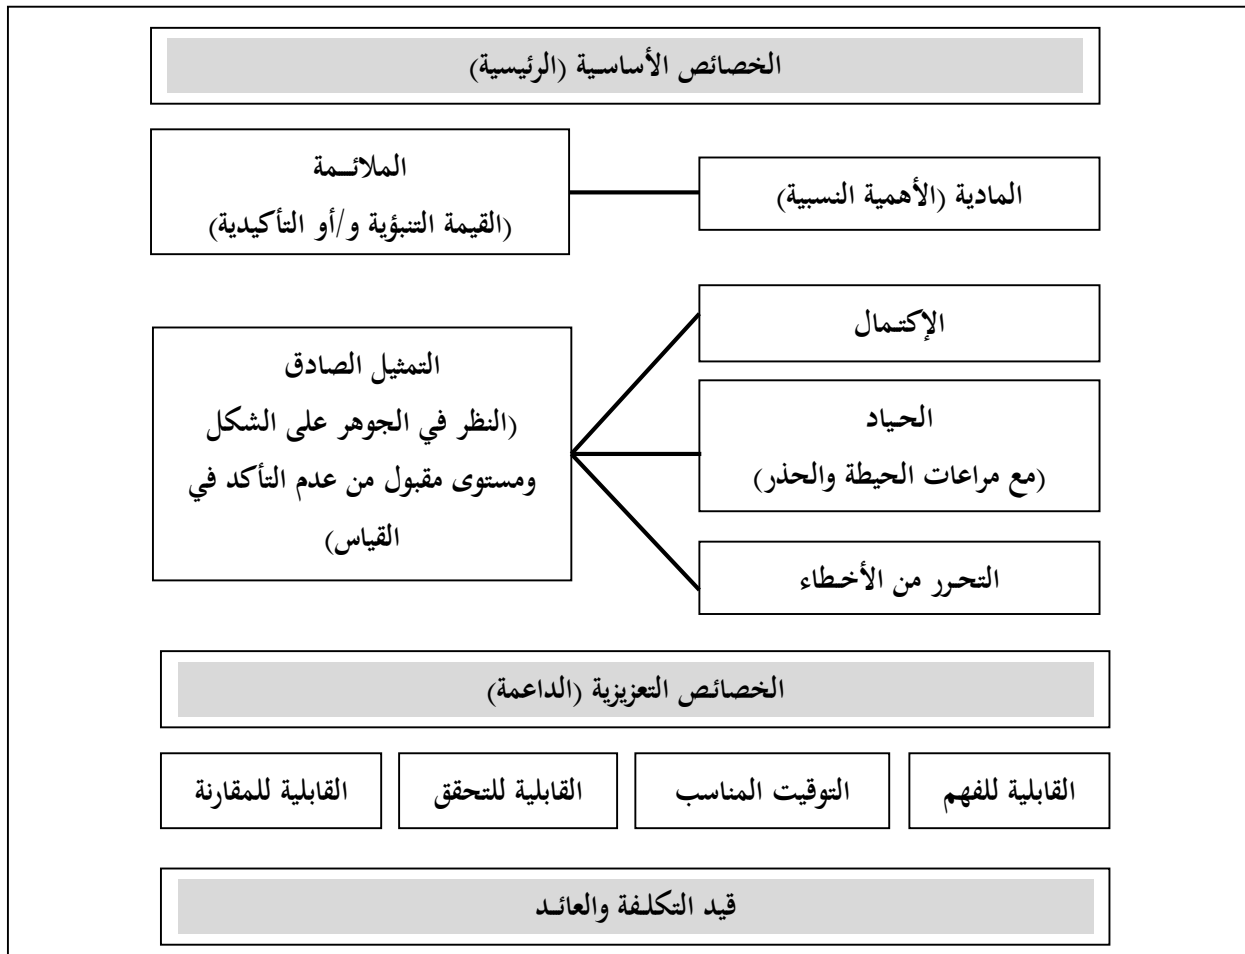 الخصائص الأساسية (الرئيسية)
المادية (الأهمية النسبية)
الملائمة
(القيمة التنبؤية و/أو التأكيدية)
الإكتمال
الحياد
(مع مراعات الحيطة والحذر)
التحرر من الأخطاء
التمثيل الصادق
(النظر في الجوهر على الشكل
ومستوى مقبول من عدم التأكد في
القياس)
الخصائص التعزيزية (الداعمة)
القابلية للفهم
التوقيت المناسب
القابلية للتحقق
القابلية للمقارنة
قيد التكلفة والعائد